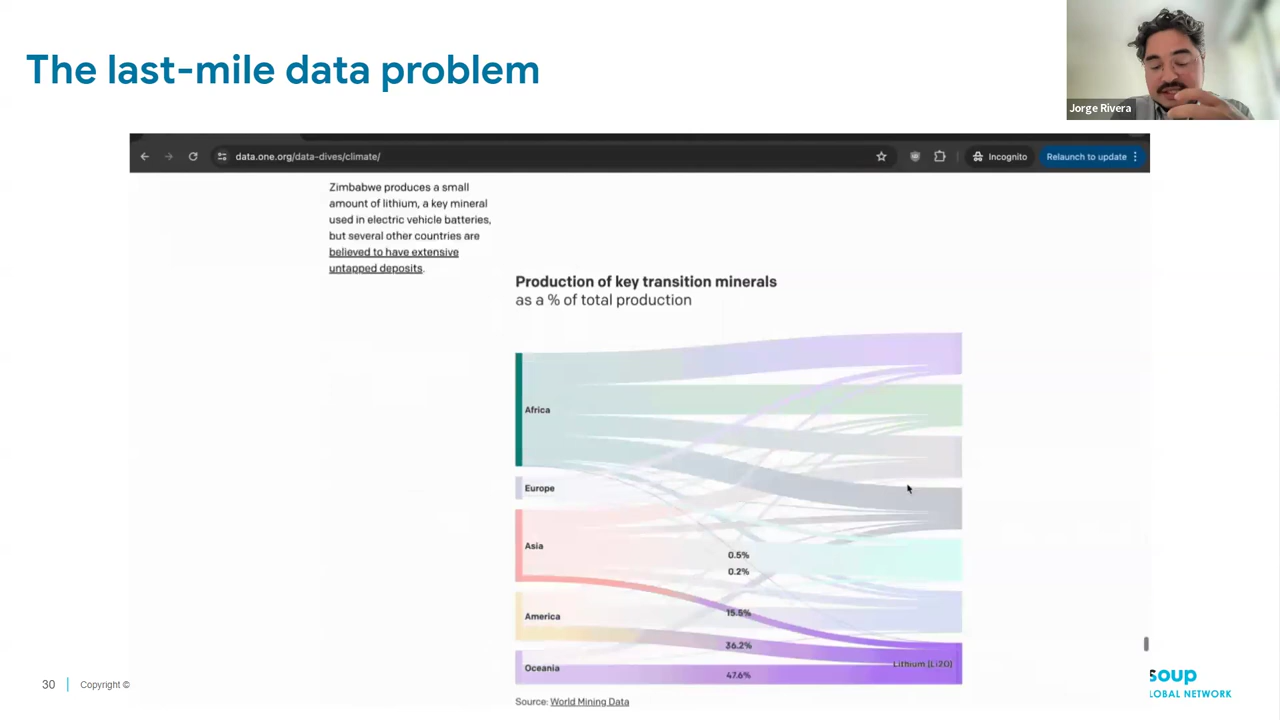 The last-mile data problem
Jorge Rivera
data.one.org/data-dives/climate/
Incognito
Relaunch to update
Zimbabwe produces a small
amount of lithium, a key mineral
used in electric vehicle batteries,
but several other countries are
believed to have extensive
untapped deposits.
Production of key transition minerals
as a % of total production
Africa
Europe
Asia
0.5%
0.2%
15.5%
America
36.2%
Lithium (Li2O)
Oceania
47.6%
Source: World Mining Data
30
Copyright ©
soup
LOBAL NETWORK